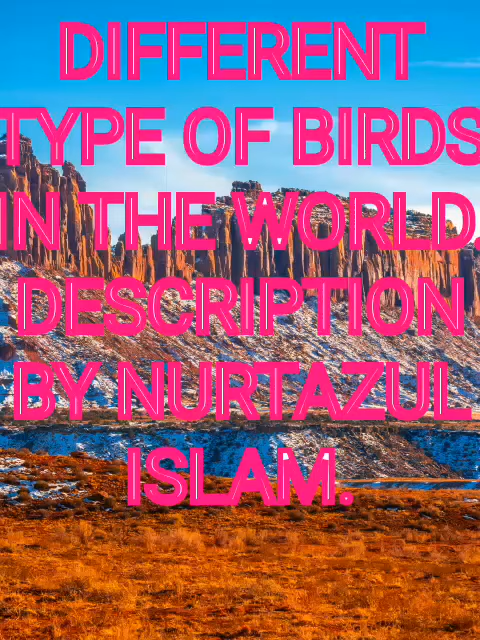 DIFFERENT
TYPE OF BIRDS
IN THE WORLD.
DESCRIPTION
BY NURTAZUL
ISLAM.